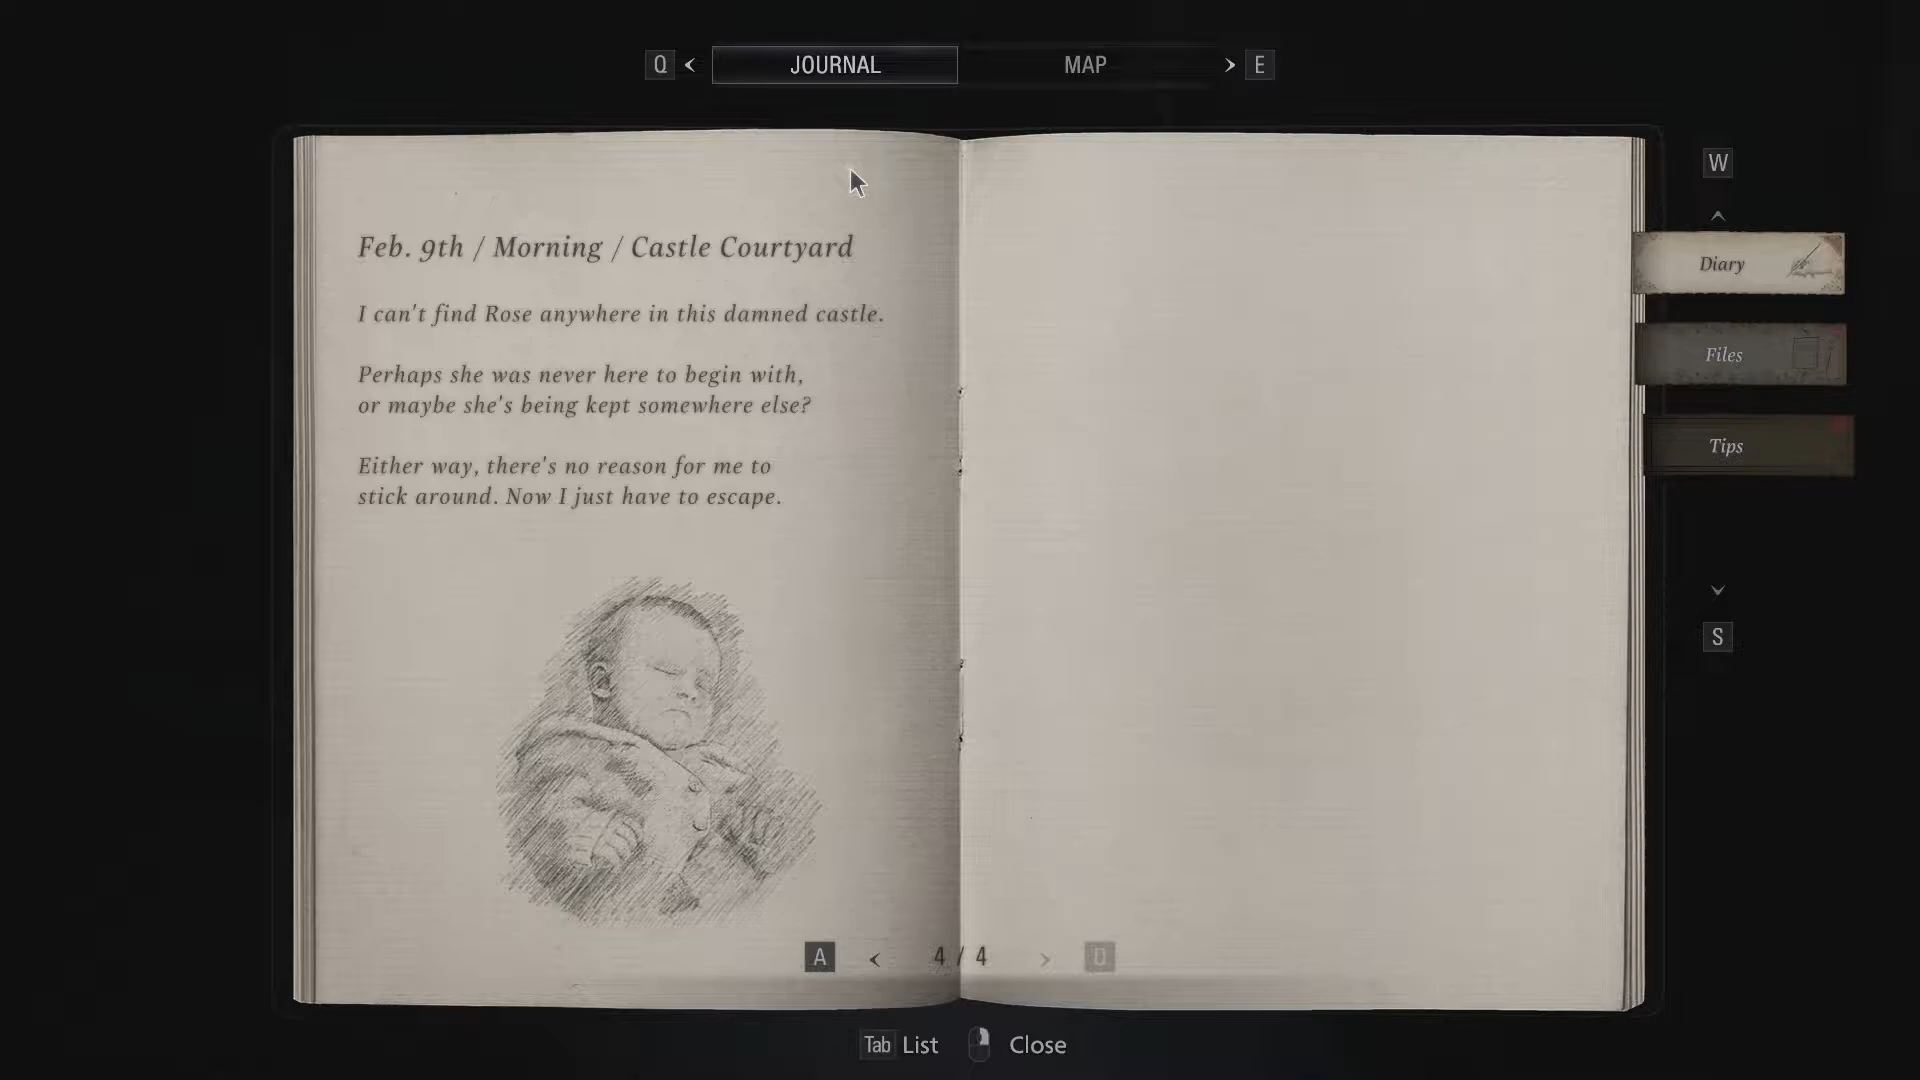 Q < JOURNAL MAP > E
W
Feb. 9th / Morning / Castle Courtyard
Diary
I can't find Rose anywhere in this damned castle.
Files
Perhaps she was never here to begin with,
or maybe she's being kept somewhere else?
Tips
Either way, there's no reason for me to
stick around. Now I just have to escape.
S
A < 4 / 4 > D
Tab List Close